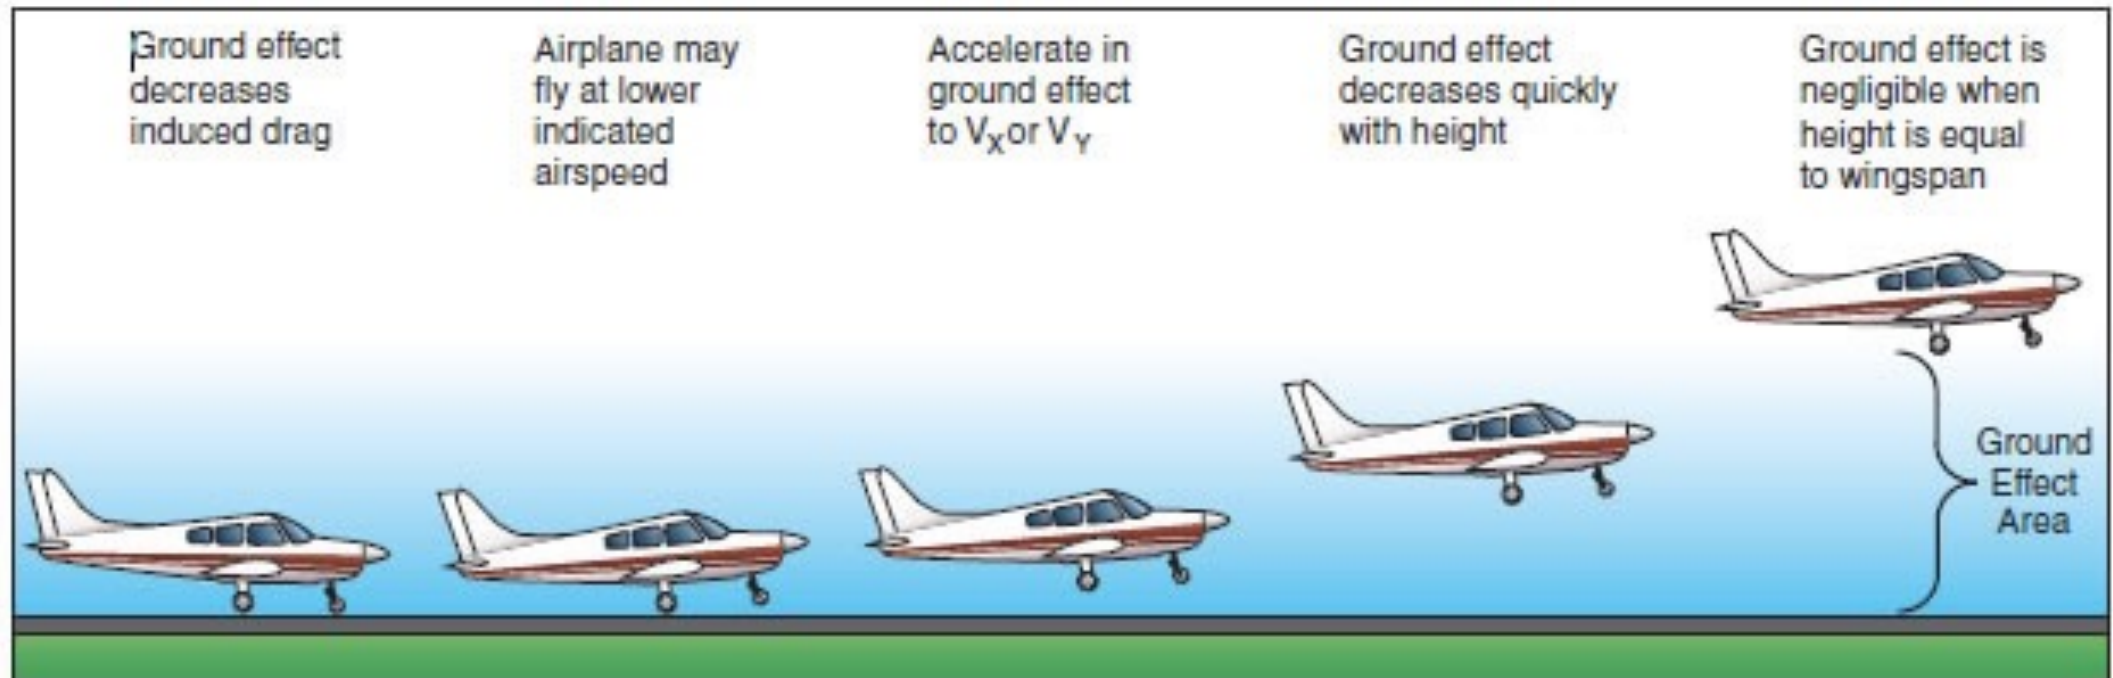 Ground effect
decreases
induced drag
Airplane may
fly at lower
indicated
airspeed
Accelerate in
ground effect
to VX or VY
Ground effect
decreases quickly
with height
Ground effect is
negligible when
height is equal
to wingspan
Ground
Effect
Area